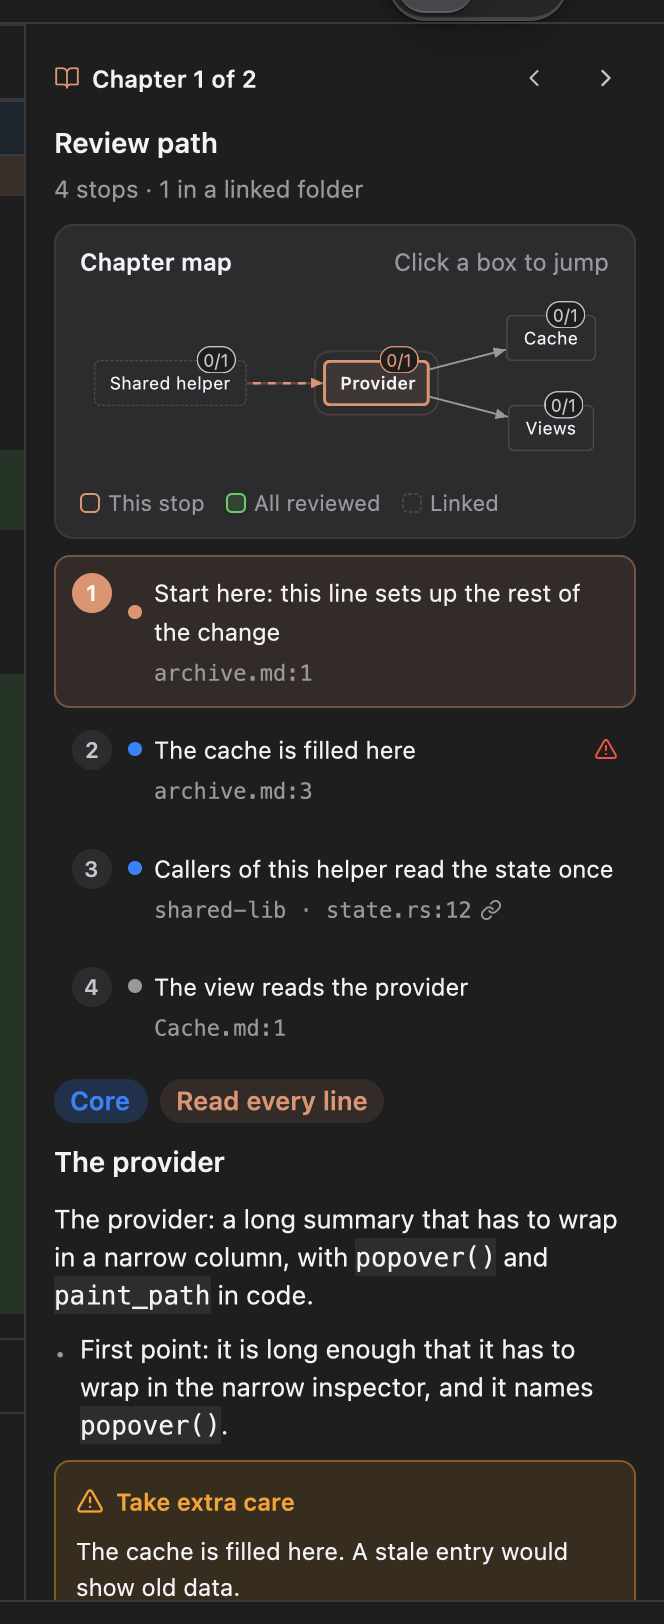 Chapter 1 of 2
Review path
4 stops · 1 in a linked folder
Chapter map
Click a box to jump
0/1
Cache
0/1
Shared helper
0/1
Provider
0/1
Views
This stop
All reviewed
Linked
1
Start here: this line sets up the rest of
the change
archive.md:1
2
The cache is filled here
archive.md:3
3
Callers of this helper read the state once
shared-lib · state.rs:12
4
The view reads the provider
Cache.md:1
Core
Read every line
The provider
The provider: a long summary that has to wrap
in a narrow column, with popover() and
paint_path in code.
• First point: it is long enough that it has to
wrap in the narrow inspector, and it names
popover().
Take extra care
The cache is filled here. A stale entry would
show old data.